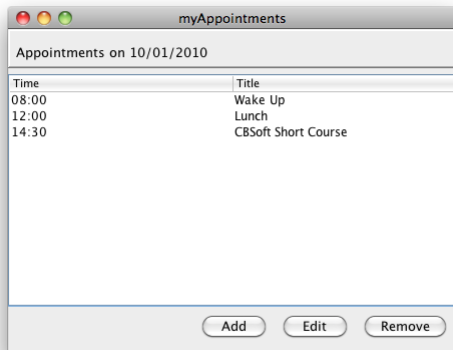 myAppointments
Appointments on 10/01/2010
Time Title
08:00 Wake Up
12:00 Lunch
14:30 CBSoft Short Course
Add Edit Remove